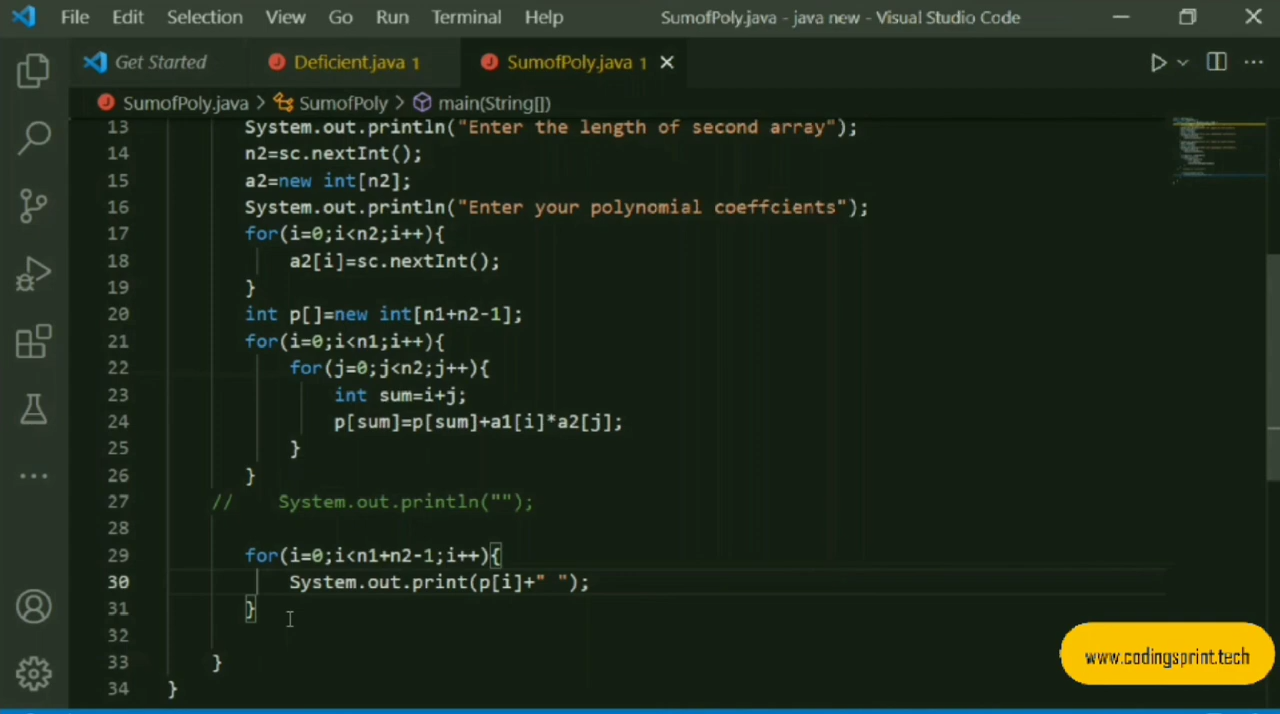 File Edit Selection View Go Run Terminal Help SumofPoly.java - java new - Visual Studio Code
Get Started Deficient.java 1 SumofPoly.java 1
SumofPoly.java > SumofPoly > main(String[])
13 System.out.println("Enter the length of second array");
14 n2=sc.nextInt();
15 a2=new int[n2];
16 System.out.println("Enter your polynomial coeffcients");
17 for(i=0;i<n2;i++){
18 a2[i]=sc.nextInt();
19 }
20 int p[]=new int[n1+n2-1];
21 for(i=0;i<n1;i++){
22 for(j=0;j<n2;j++){
23 int sum=i+j;
24 p[sum]=p[sum]+a1[i]*a2[j];
25 }
26 }
27 // System.out.println("");
28
29 for(i=0;i<n1+n2-1;i++){
30 System.out.print(p[i]+" ");
31 }
32
33 }
34 }
www.codingsprint.tech